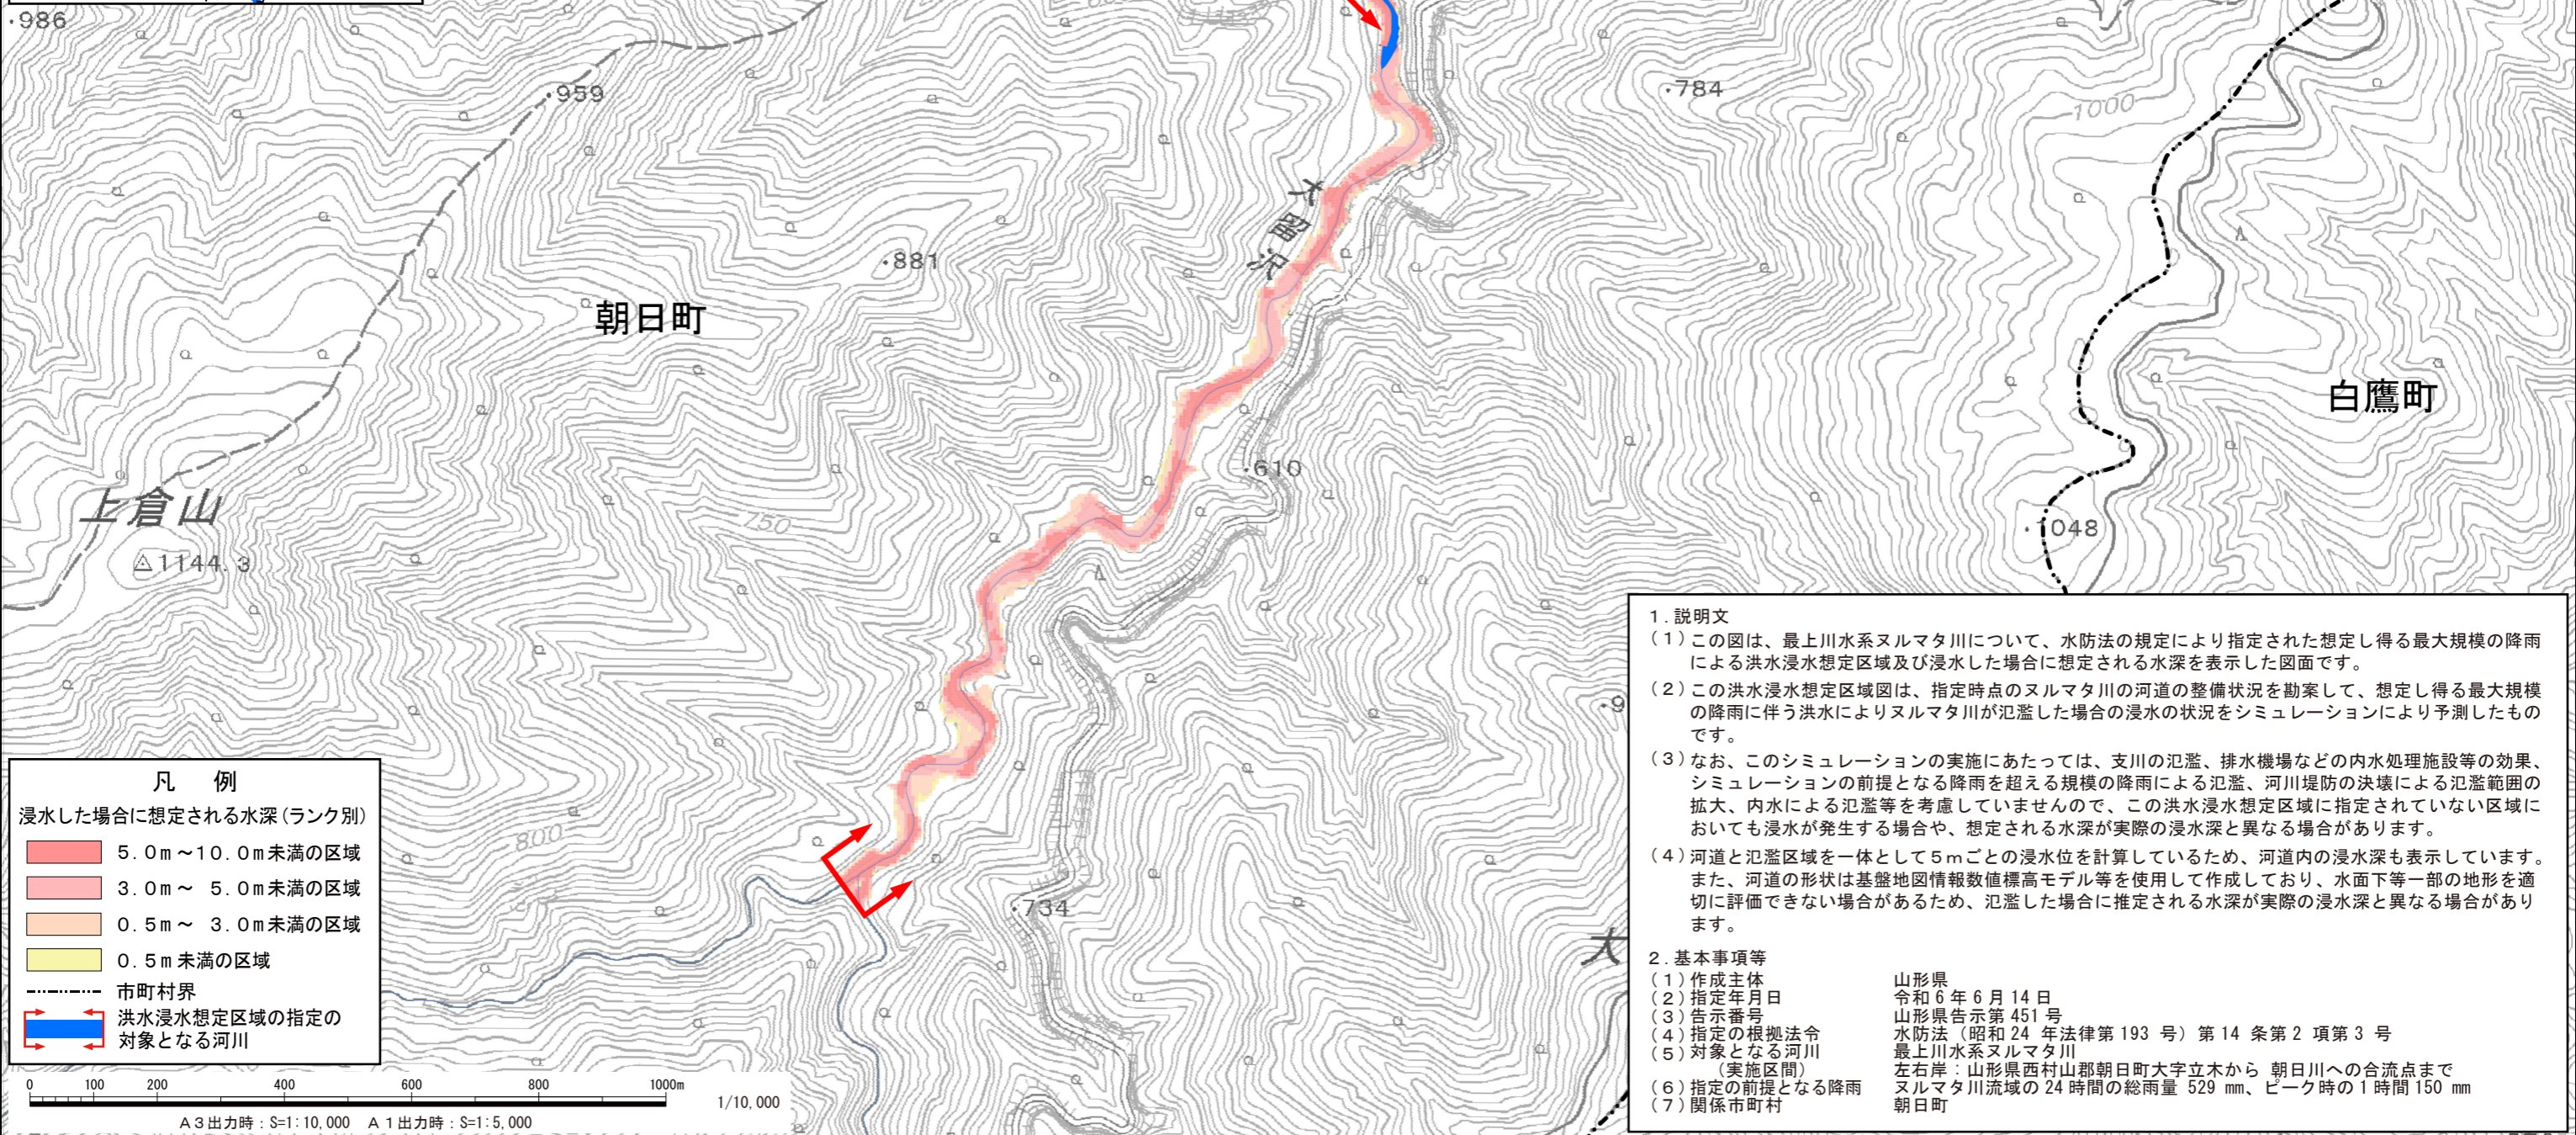 ・986
・959
・784
1000
大留沢
・881
朝日町
白鷹町
・610
上倉山
750
・1048
△1144.3
・9
800
・734
大
凡 例
浸水した場合に想定される水深(ランク別)
5.0m～10.0m未満の区域
3.0m～ 5.0m未満の区域
0.5m～ 3.0m未満の区域
0.5m未満の区域
市町村界
洪水浸水想定区域の指定の
対象となる河川
0 100 200 400 600 800 1000m
1/10,000
A3出力時：S=1:10,000 A1出力時：S=1:5,000
1.説明文
(1)この図は、最上川水系ヌルマタ川について、水防法の規定により指定された想定し得る最大規模の降雨
による洪水浸水想定区域及び浸水した場合に想定される水深を表示した図面です。
(2)この洪水浸水想定区域図は、指定時点のヌルマタ川の河道の整備状況を勘案して、想定し得る最大規模
の降雨に伴う洪水によりヌルマタ川が氾濫した場合の浸水の状況をシミュレーションにより予測したもの
です。
(3)なお、このシミュレーションの実施にあたっては、支川の氾濫、排水機場などの内水処理施設等の効果、
シミュレーションの前提となる降雨を超える規模の降雨による氾濫、河川堤防の決壊による氾濫範囲の
拡大、内水による氾濫等を考慮していませんので、この洪水浸水想定区域に指定されていない区域に
おいても浸水が発生する場合や、想定される水深が実際の浸水深と異なる場合があります。
(4)河道と氾濫区域を一体として5mごとの浸水位を計算しているため、河道内の浸水深も表示しています。
また、河道の形状は基盤地図情報数値標高モデル等を使用して作成しており、水面下等一部の地形を適
切に評価できない場合があるため、氾濫した場合に推定される水深が実際の浸水深と異なる場合があり
ます。
2.基本事項等
(1)作成主体 山形県
(2)指定年月日 令和6年6月14日
(3)告示番号 山形県告示第451号
(4)指定の根拠法令 水防法（昭和24 年法律第193 号）第14 条第2 項第3 号
(5)対象となる河川 最上川水系ヌルマタ川
(実施区間) 左右岸：山形県西村山郡朝日町大字立木から 朝日川への合流点まで
(6)指定の前提となる降雨 ヌルマタ川流域の24時間の総雨量 529 mm、ピーク時の1時間150 mm
(7)関係市町村 朝日町